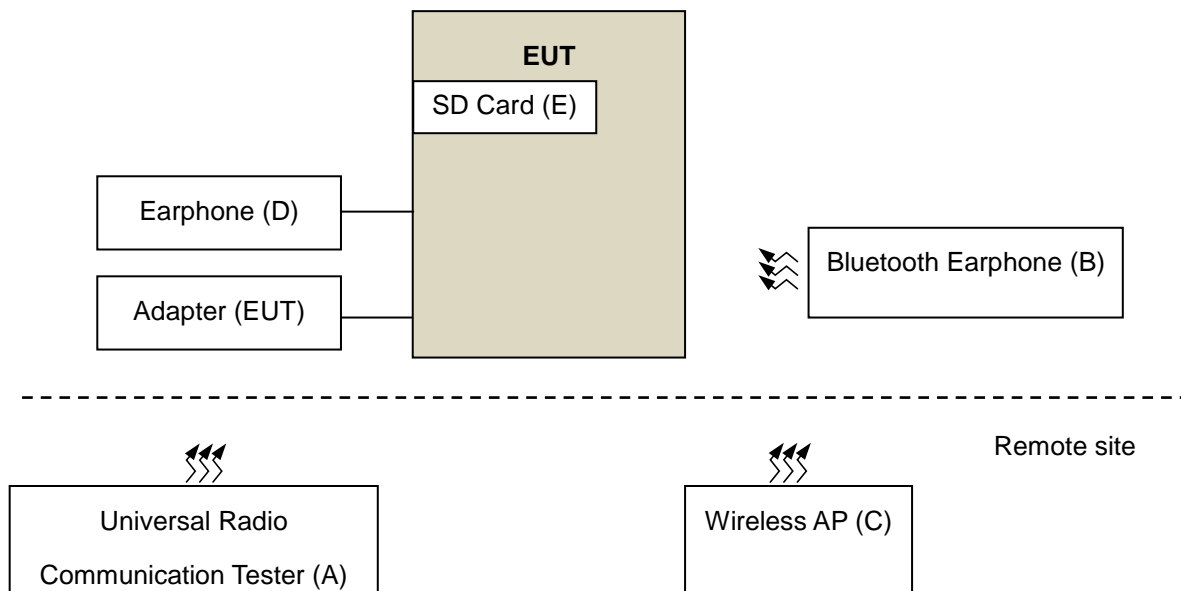 EUT
SD Card (E)
Earphone (D)
Bluetooth Earphone (B)
Adapter (EUT)
Remote site
Universal Radio
Communication Tester (A)
Wireless AP (C)